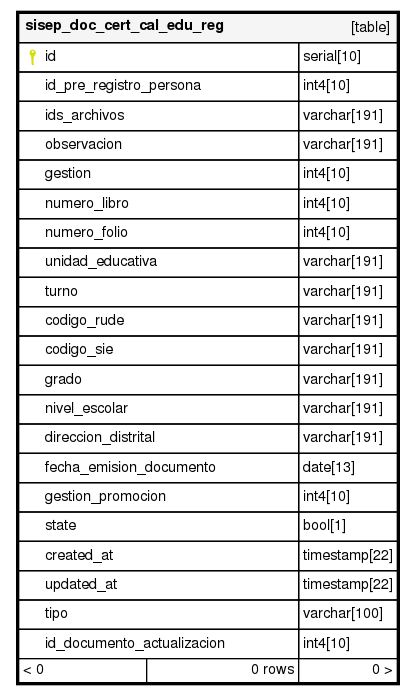 sisep_doc_cert_cal_edu_reg [table]
id serial[10]
id_pre_registro_persona int4[10]
ids_archivos varchar[191]
observacion varchar[191]
gestion int4[10]
numero_libro int4[10]
numero_folio int4[10]
unidad_educativa varchar[191]
turno varchar[191]
codigo_rude varchar[191]
codigo_sie varchar[191]
grado varchar[191]
nivel_escolar varchar[191]
direccion_distrital varchar[191]
fecha_emision_documento date[13]
gestion_promocion int4[10]
state bool[1]
created_at timestamp[22]
updated_at timestamp[22]
tipo varchar[100]
id_documento_actualizacion int4[10]
< 0 0 rows 0 >